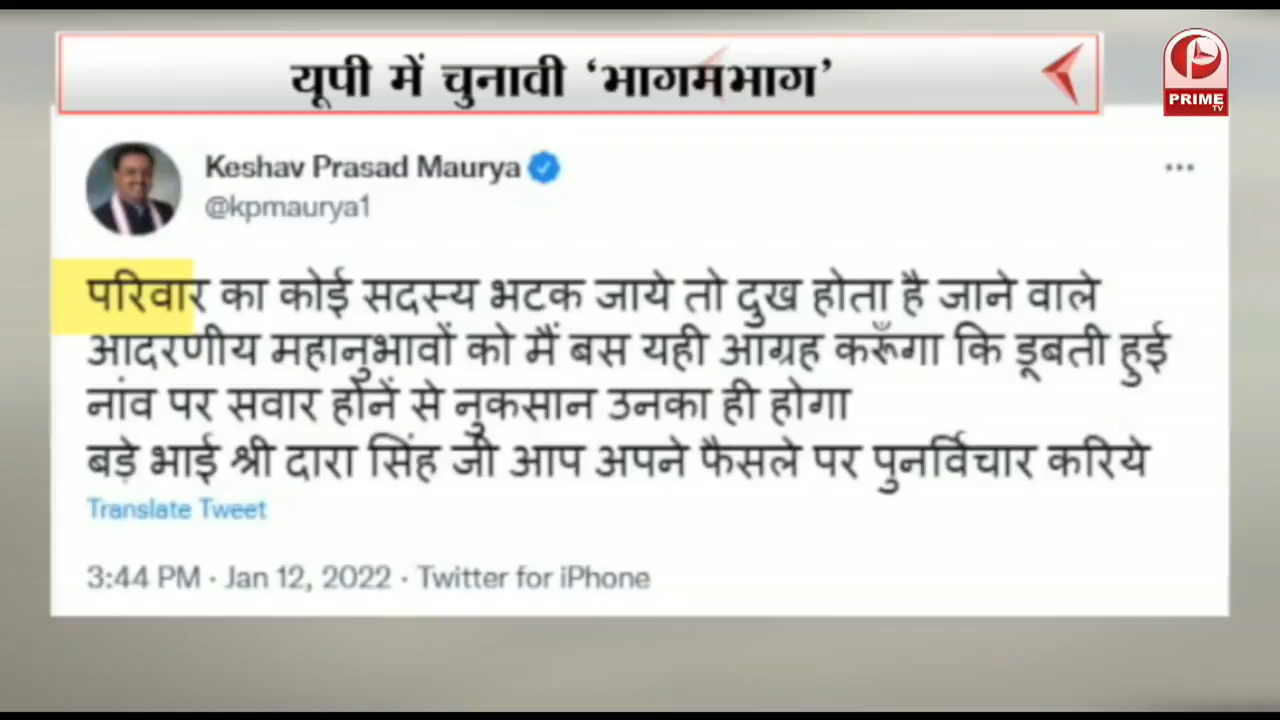 यूपी में चुनावी ‘भागमभाग’
PRIME
TV
Keshav Prasad Maurya
@kpmaurya1
परिवार का कोई सदस्य भटक जाये तो दुख होता है जाने वाले
आदरणीय महानुभावों को मैं बस यही आग्रह करूँगा कि डूबती हुई
नांव पर सवार होनें से नुकसान उनका ही होगा
बड़े भाई श्री दारा सिंह जी आप अपने फैसले पर पुनर्विचार करिये
Translate Tweet
3:44 PM · Jan 12, 2022 · Twitter for iPhone